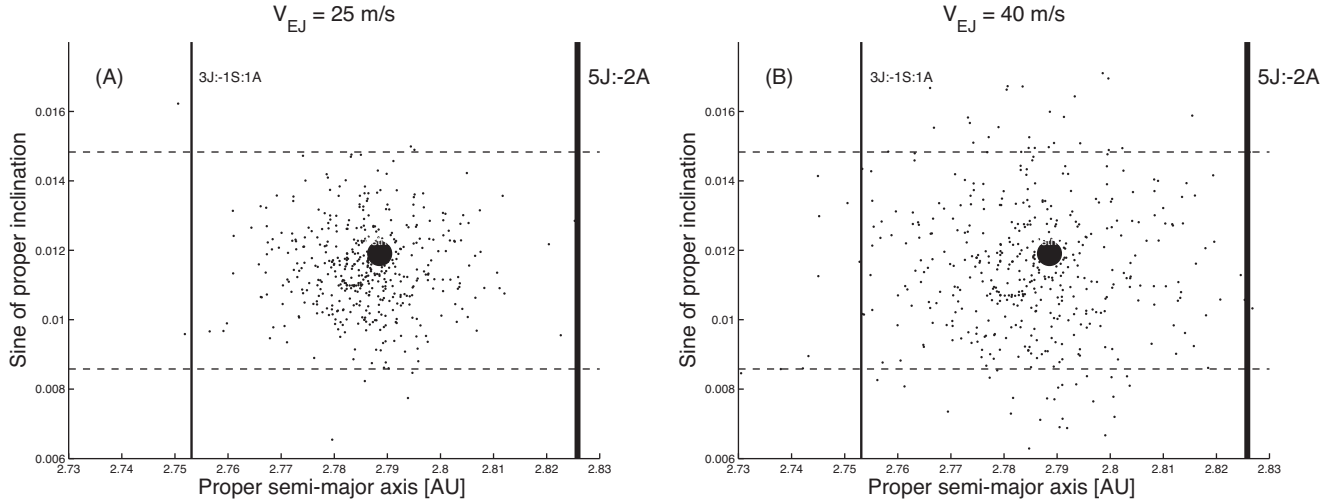 V_EJ = 25 m/s
(A)
3J:-1S:1A
5J:-2A
Sine of proper inclination
0.016
0.014
0.012
0.01
0.008
0.006
2.73 2.74 2.75 2.76 2.77 2.78 2.79 2.8 2.81 2.82 2.83
Proper semi-major axis [AU]
V_EJ = 40 m/s
(B)
3J:-1S:1A
5J:-2A
Sine of proper inclination
0.016
0.014
0.012
0.01
0.008
0.006
2.73 2.74 2.75 2.76 2.77 2.78 2.79 2.8 2.81 2.82 2.83
Proper semi-major axis [AU]